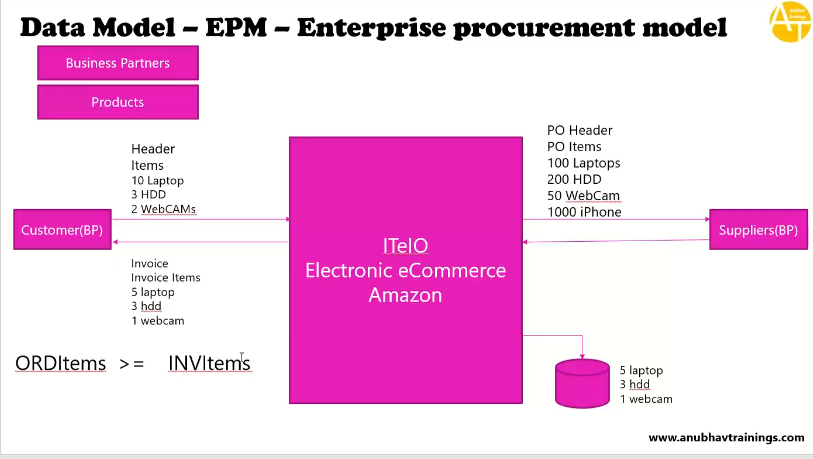 Data Model – EPM – Enterprise procurement model
Business Partners
Products
Header
Items
10 Laptop
3 HDD
2 WebCAMs
PO Header
PO Items
100 Laptops
200 HDD
50 WebCam
1000 iPhone
Customer(BP)
ITeIO
Electronic eCommerce
Amazon
Suppliers(BP)
Invoice
Invoice Items
5 laptop
3 hdd
1 webcam
ORDItems >= INVItems
5 laptop
3 hdd
1 webcam
www.anubhavtrainings.com